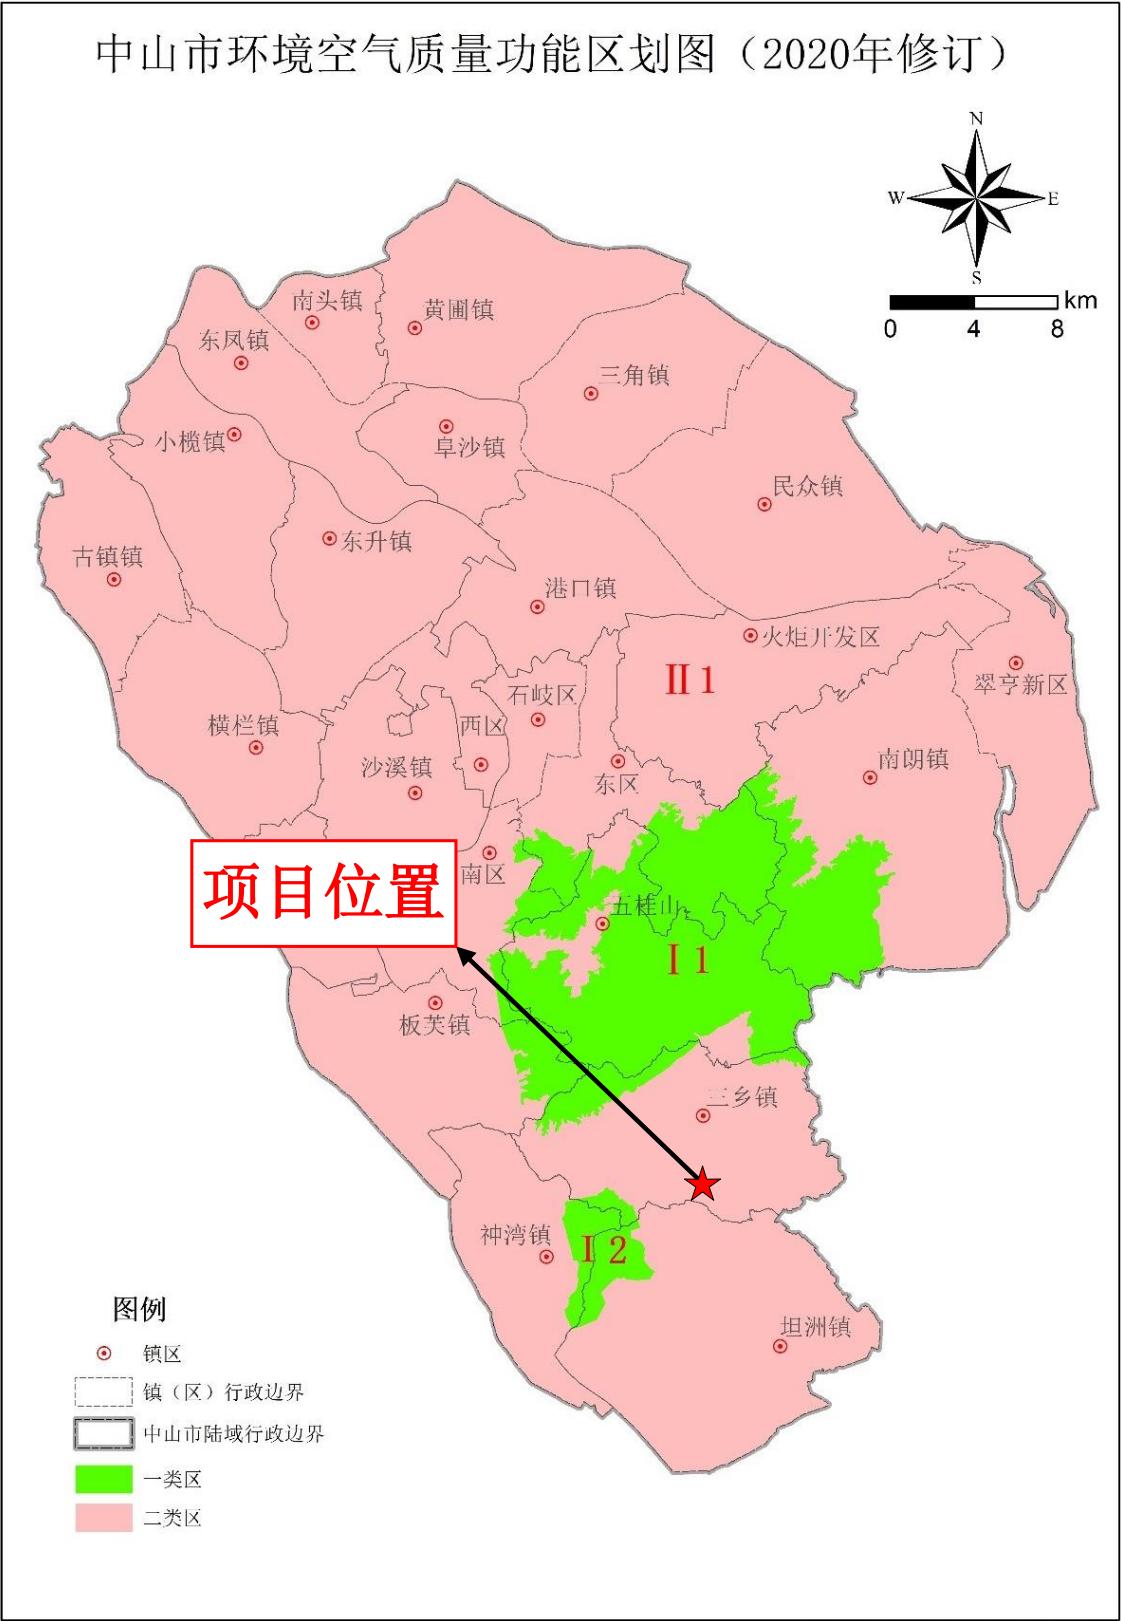 中山市环境空气质量功能区划图（2020年修订）
N
W
E
S
km
0 4 8
南头镇
黄圃镇
东凤镇
三角镇
小榄镇
阜沙镇
民众镇
东升镇
古镇镇
港口镇
火炬开发区
Ⅱ1
翠亨新区
石岐区
横栏镇
西区
沙溪镇
东区
南朗镇
南区
项目位置
五桂山
Ⅰ1
板芙镇
三乡镇
神湾镇
Ⅰ2
坦洲镇
图例
镇区
镇（区）行政边界
中山市陆域行政边界
一类区
二类区